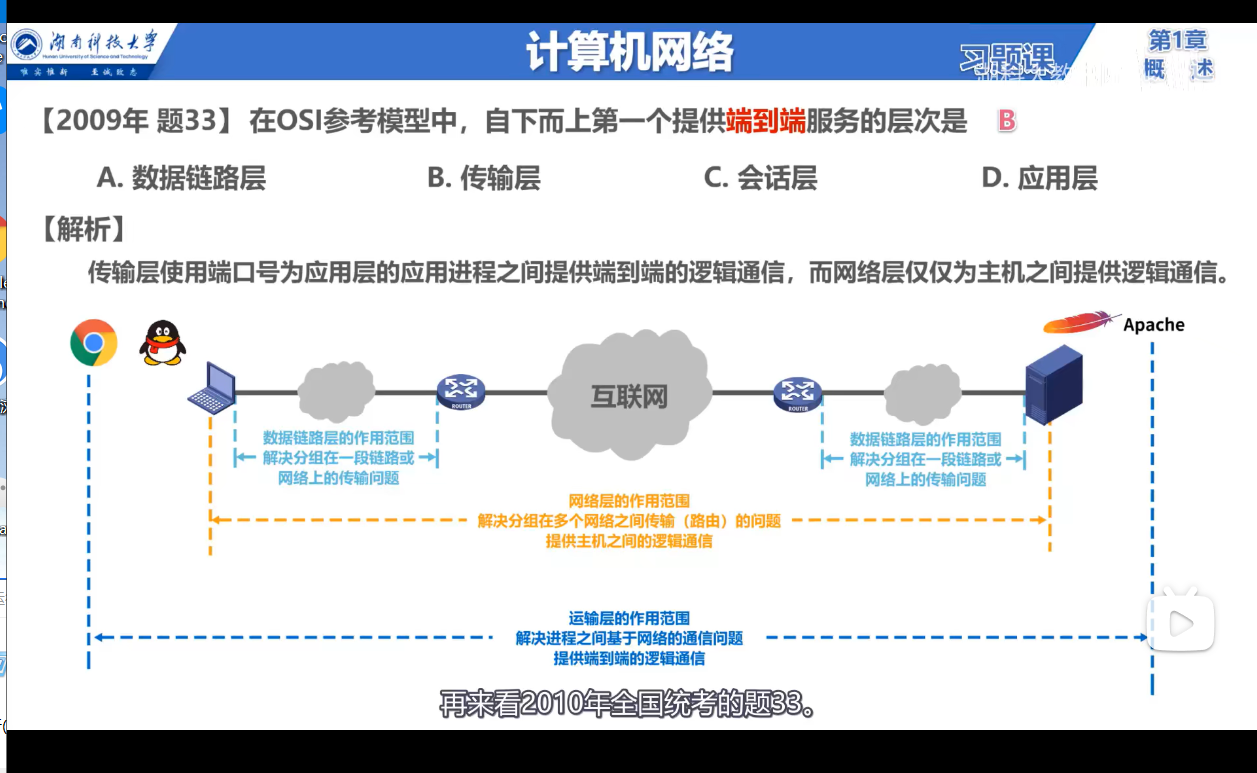 湖南科技大学
Hunan University of Science and Technology
唯实惟新 至诚致志
计算机网络
习题课
第1章
概 述
【2009年 题33】在OSI参考模型中，自下而上第一个提供端到端服务的层次是 B
A. 数据链路层 B. 传输层 C. 会话层 D. 应用层
【解析】
传输层使用端口号为应用层的应用进程之间提供端到端的逻辑通信，而网络层仅仅为主机之间提供逻辑通信。
Apache
互联网
ROUTER
ROUTER
数据链路层的作用范围
解决分组在一段链路或
网络上的传输问题
数据链路层的作用范围
解决分组在一段链路或
网络上的传输问题
网络层的作用范围
解决分组在多个网络之间传输（路由）的问题
提供主机之间的逻辑通信
运输层的作用范围
解决进程之间基于网络的通信问题
提供端到端的逻辑通信
再来看2010年全国统考的题33。